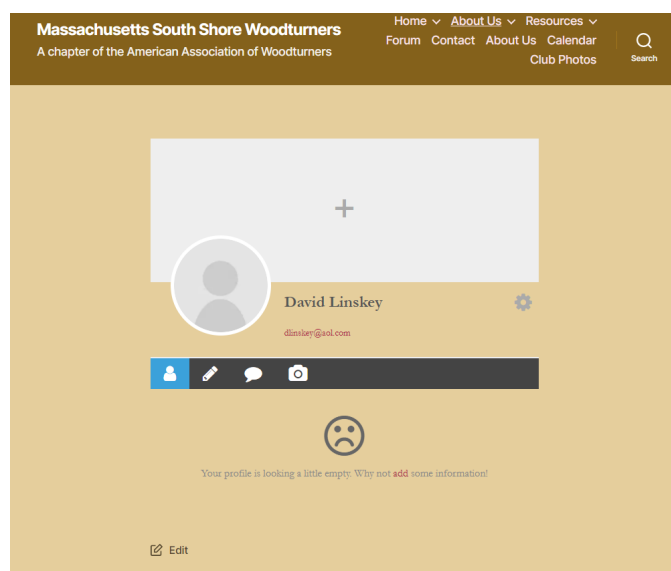 Massachusetts South Shore Woodturners
A chapter of the American Association of Woodturners
Home About Us Resources
Forum Contact About Us Calendar
Club Photos
Search
David Linskey
dlinskey@aol.com
Your profile is looking a little empty. Why not add some information!
Edit